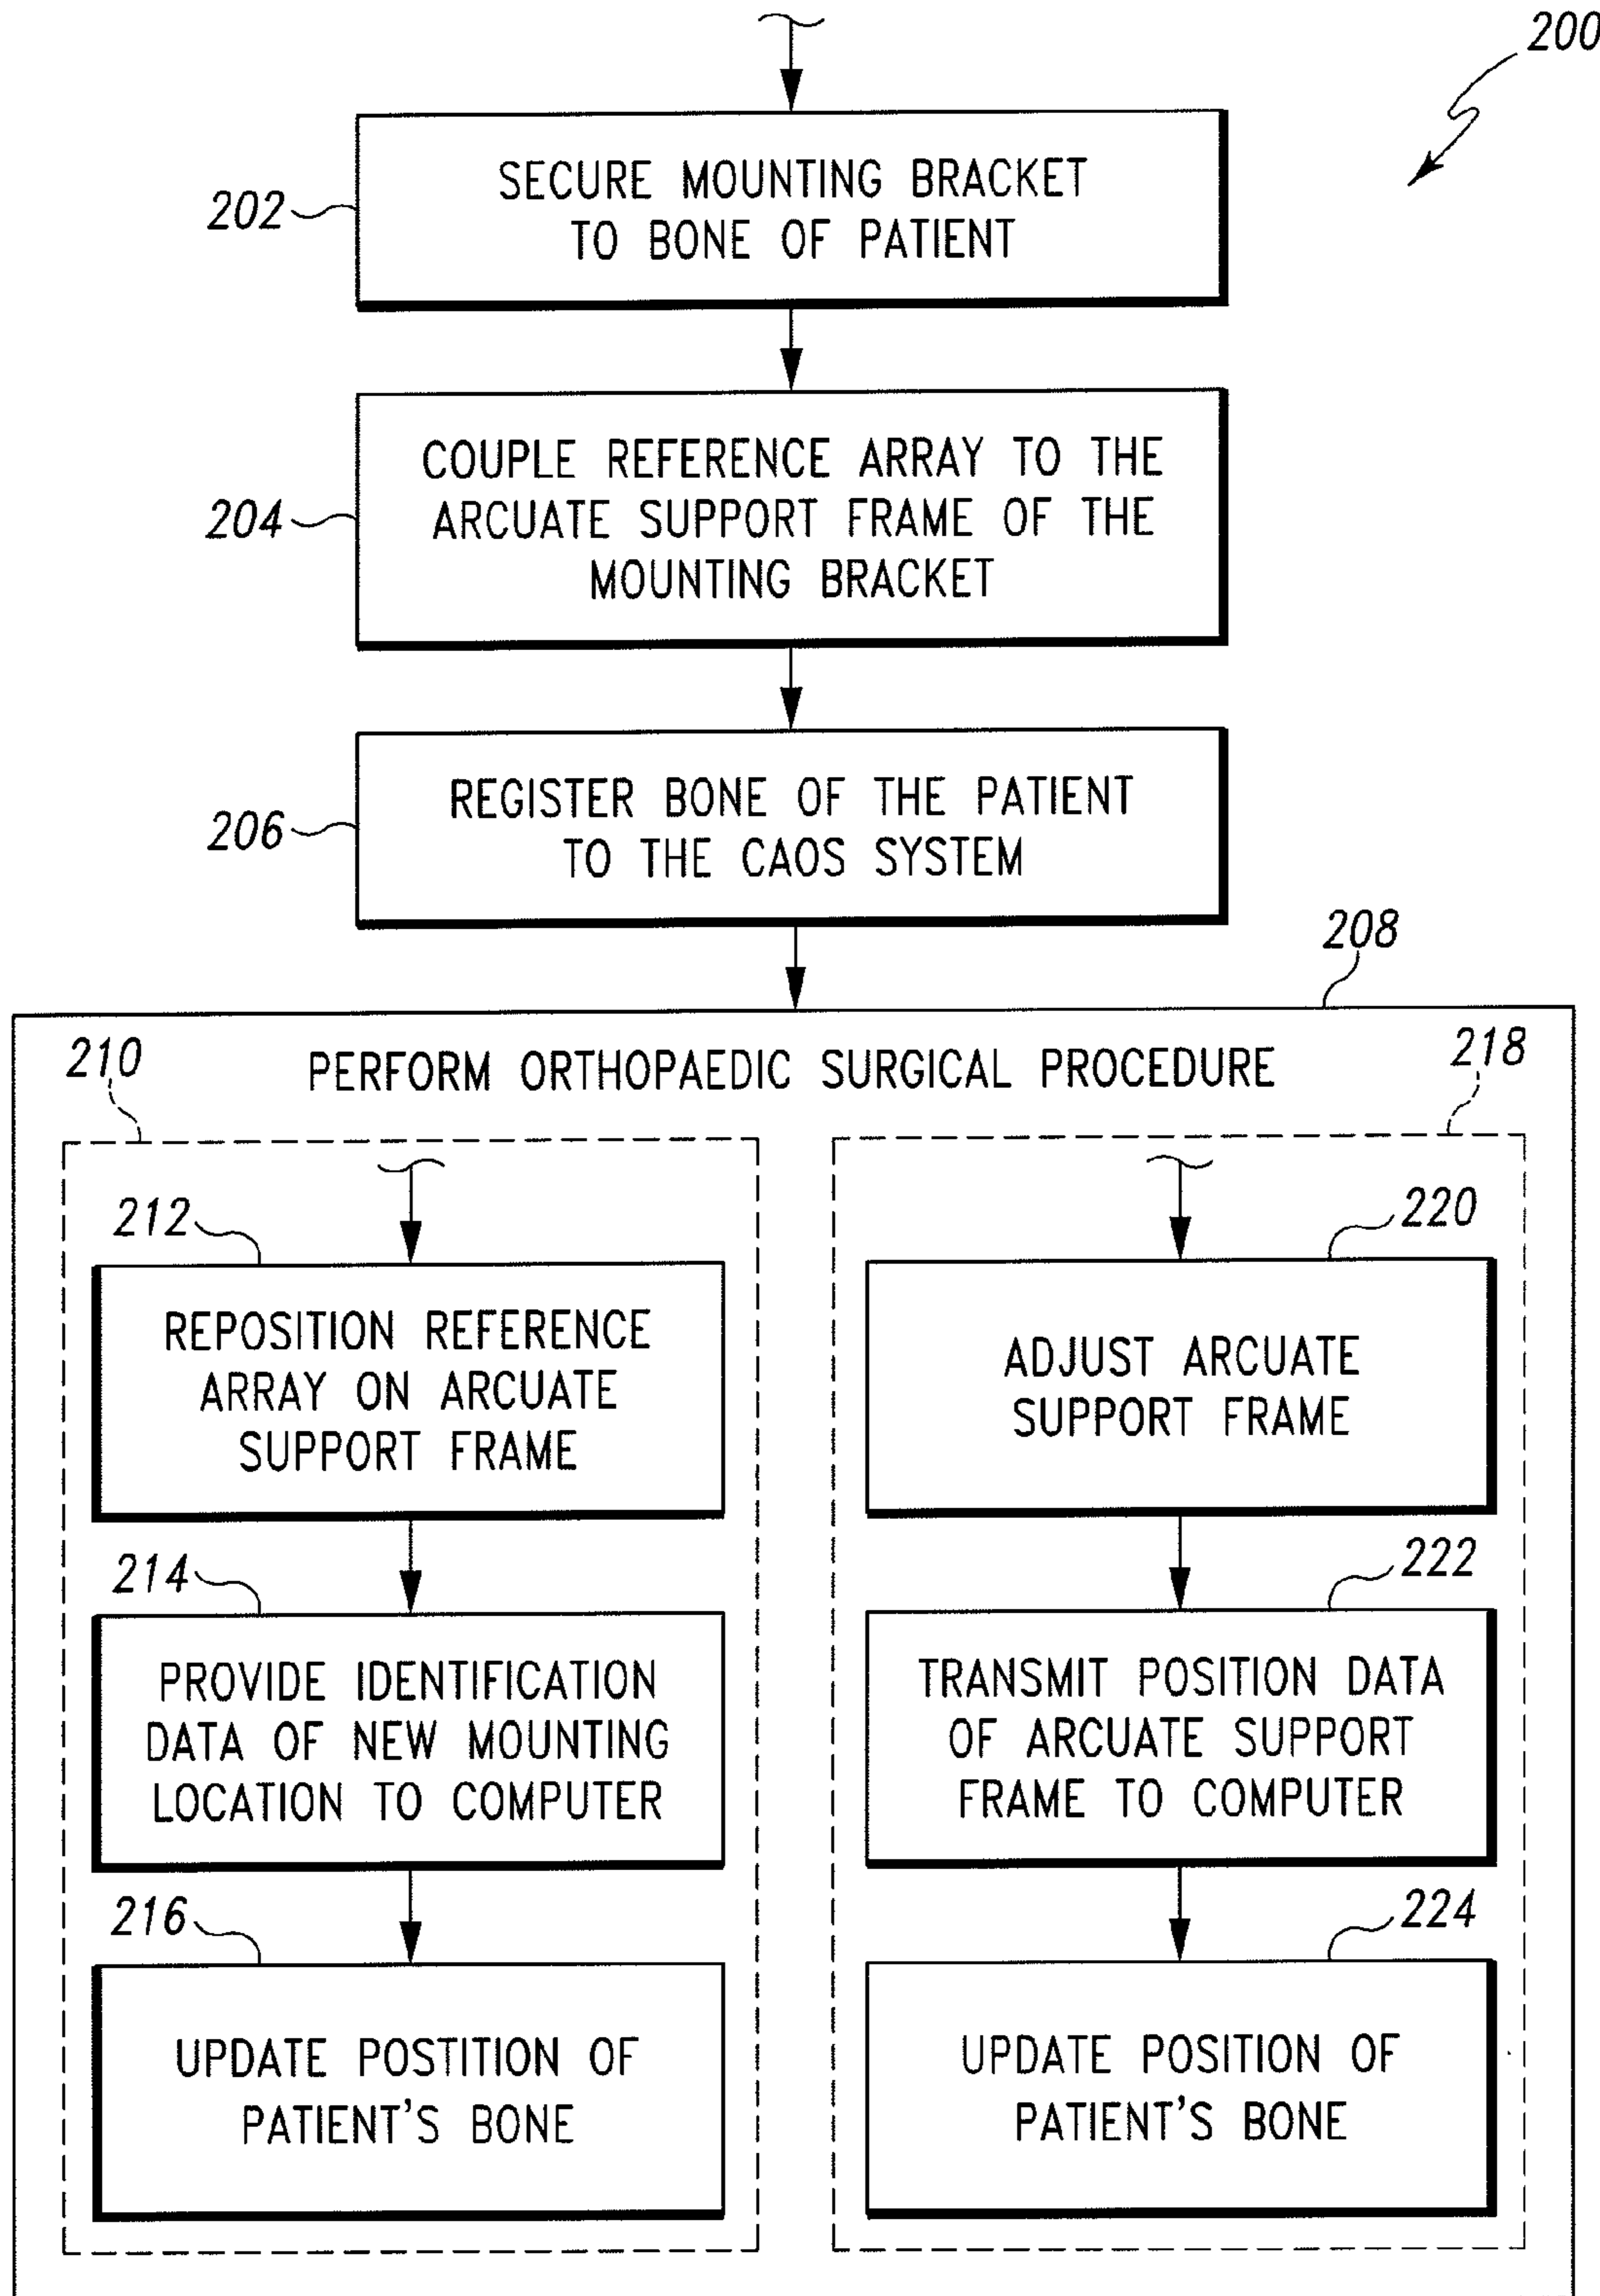 200
202
SECURE MOUNTING BRACKET
TO BONE OF PATIENT
204
COUPLE REFERENCE ARRAY TO THE
ARCUATE SUPPORT FRAME OF THE
MOUNTING BRACKET
206
REGISTER BONE OF THE PATIENT
TO THE CAOS SYSTEM
208
PERFORM ORTHOPAEDIC SURGICAL PROCEDURE
210
212
REPOSITION REFERENCE
ARRAY ON ARCUATE
SUPPORT FRAME
214
PROVIDE IDENTIFICATION
DATA OF NEW MOUNTING
LOCATION TO COMPUTER
216
UPDATE POSTITION OF
PATIENT'S BONE
218
220
ADJUST ARCUATE
SUPPORT FRAME
222
TRANSMIT POSITION DATA
OF ARCUATE SUPPORT
FRAME TO COMPUTER
224
UPDATE POSITION OF
PATIENT'S BONE